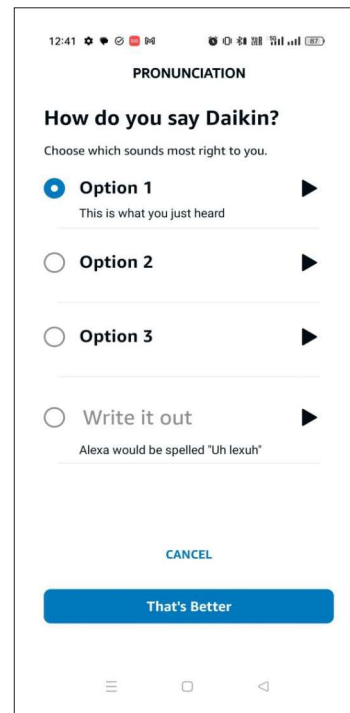 12:41
87
PRONUNCIATION
How do you say Daikin?
Choose which sounds most right to you.
Option 1
This is what you just heard
Option 2
Option 3
Write it out
Alexa would be spelled "Uh lexuh"
CANCEL
That's Better